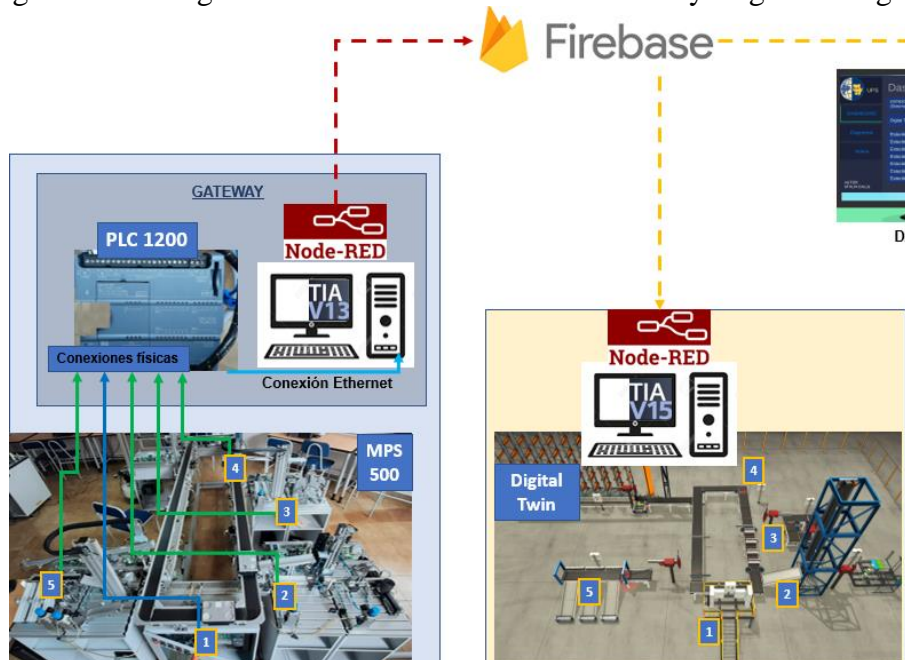 Firebase
UPS
GATEWAY
PLC 1200
Node-RED
TIA
V13
Conexiones físicas
Conexión Ethernet
MPS
500
4
3
5
2
1
Node-RED
TIA
V15
Digital
Twin
4
3
5
2
1
D